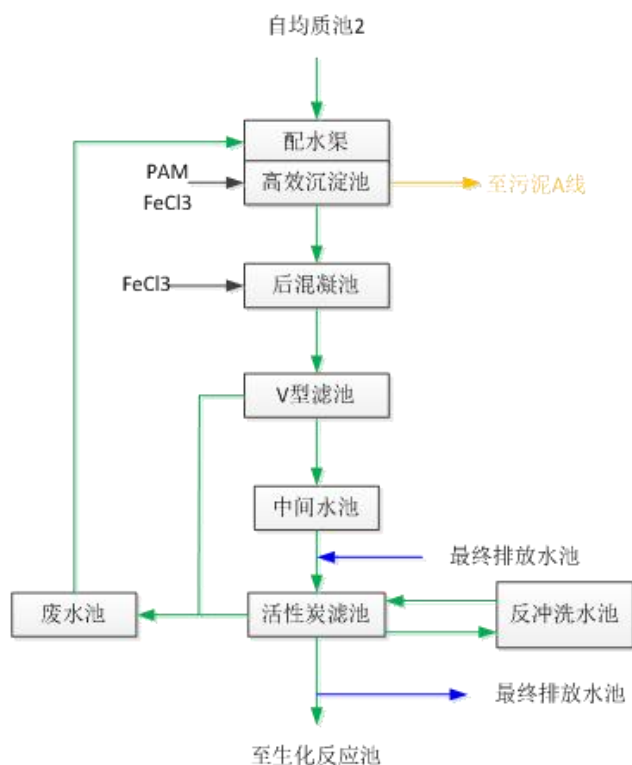 自均质池2
配水渠
PAM
FeCl3
高效沉淀池
至污泥A线
FeCl3
后混凝池
V型滤池
中间水池
最终排放水池
废水池
活性炭滤池
反冲洗水池
最终排放水池
至生化反应池